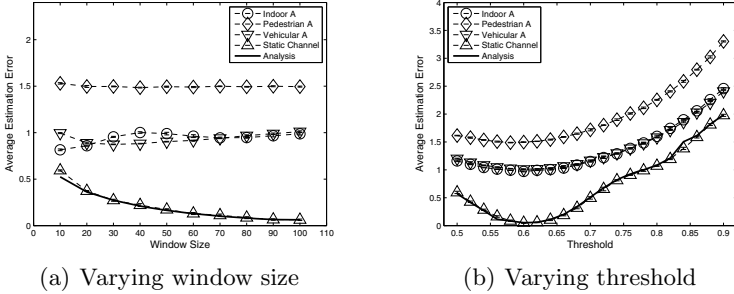 Indoor A
Pedestrian A
Vehicular A
Static Channel
Analysis
Average Estimation Error
2
1.5
1
0.5
0
0 10 20 30 40 50 60 70 80 90 100 110
Window Size
(a) Varying window size
Indoor A
Pedestrian A
Vehicular A
Static Channel
Analysis
Average Estimation Error
4
3.5
3
2.5
2
1.5
1
0.5
0
0.5 0.55 0.6 0.65 0.7 0.75 0.8 0.85 0.9
Threshold
(b) Varying threshold